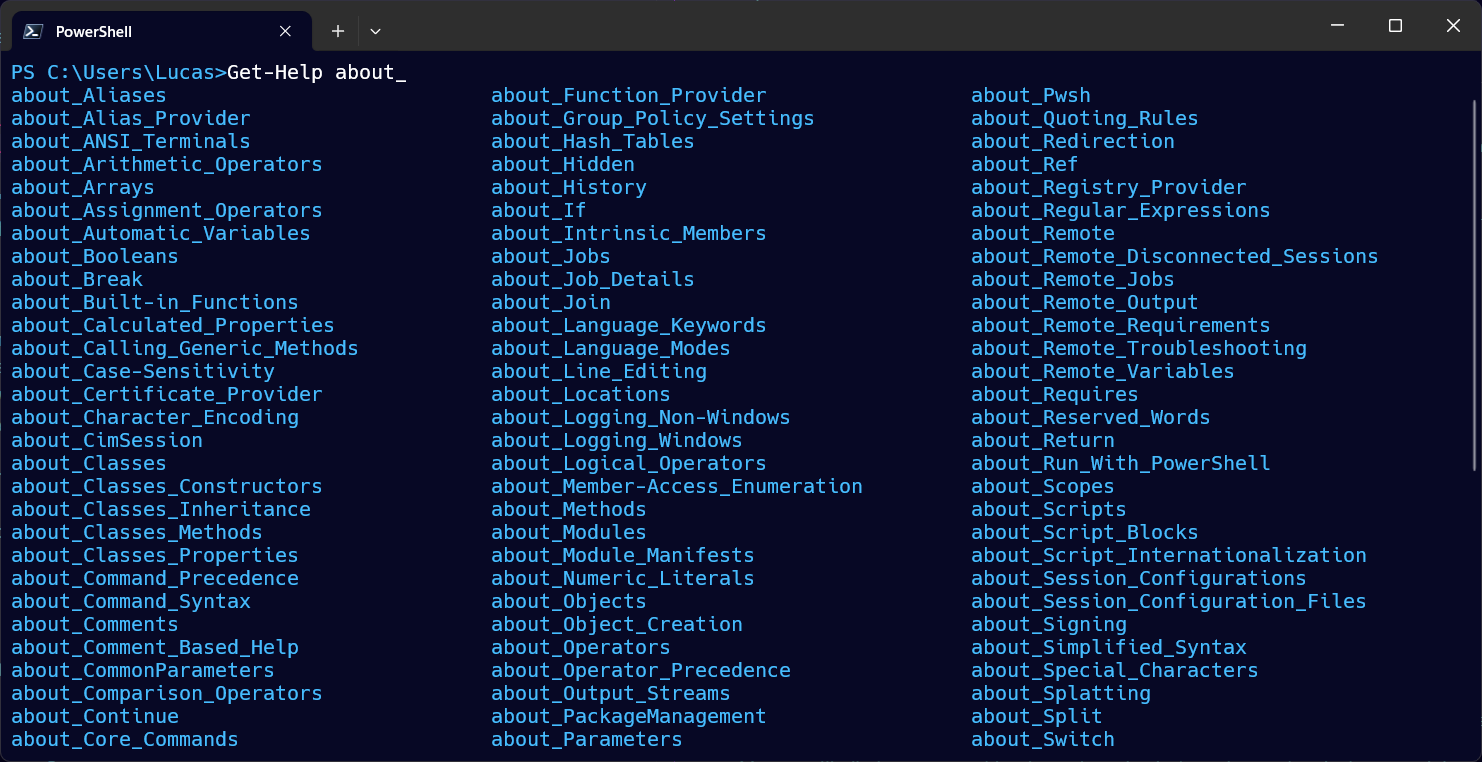 PowerShell
PS C:\Users\Lucas>Get-Help about_
about_Aliases about_Function_Provider about_Pwsh
about_Alias_Provider about_Group_Policy_Settings about_Quoting_Rules
about_ANSI_Terminals about_Hash_Tables about_Redirection
about_Arithmetic_Operators about_Hidden about_Ref
about_Arrays about_History about_Registry_Provider
about_Assignment_Operators about_If about_Regular_Expressions
about_Automatic_Variables about_Intrinsic_Members about_Remote
about_Booleans about_Jobs about_Remote_Disconnected_Sessions
about_Break about_Job_Details about_Remote_Jobs
about_Built-in_Functions about_Join about_Remote_Output
about_Calculated_Properties about_Language_Keywords about_Remote_Requirements
about_Calling_Generic_Methods about_Language_Modes about_Remote_Troubleshooting
about_Case-Sensitivity about_Line_Editing about_Remote_Variables
about_Certificate_Provider about_Locations about_Requires
about_Character_Encoding about_Logging_Non-Windows about_Reserved_Words
about_CimSession about_Logging_Windows about_Return
about_Classes about_Logical_Operators about_Run_With_PowerShell
about_Classes_Constructors about_Member-Access_Enumeration about_Scopes
about_Classes_Inheritance about_Methods about_Scripts
about_Classes_Methods about_Modules about_Script_Blocks
about_Classes_Properties about_Module_Manifests about_Script_Internationalization
about_Command_Precedence about_Numeric_Literals about_Session_Configurations
about_Command_Syntax about_Objects about_Session_Configuration_Files
about_Comments about_Object_Creation about_Signing
about_Comment_Based_Help about_Operators about_Simplified_Syntax
about_CommonParameters about_Operator_Precedence about_Special_Characters
about_Comparison_Operators about_Output_Streams about_Splatting
about_Continue about_PackageManagement about_Split
about_Core_Commands about_Parameters about_Switch